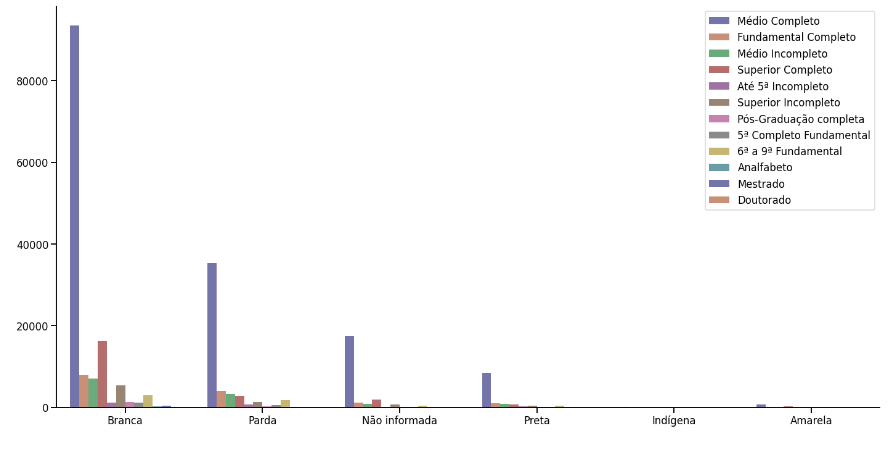 Médio Completo
Fundamental Completo
Médio Incompleto
Superior Completo
Até 5ª Incompleto
Superior Incompleto
Pós-Graduação completa
5ª Completo Fundamental
6ª a 9ª Fundamental
Analfabeto
Mestrado
Doutorado
80000
60000
40000
20000
0
Branca Parda Não informada Preta Indígena Amarela